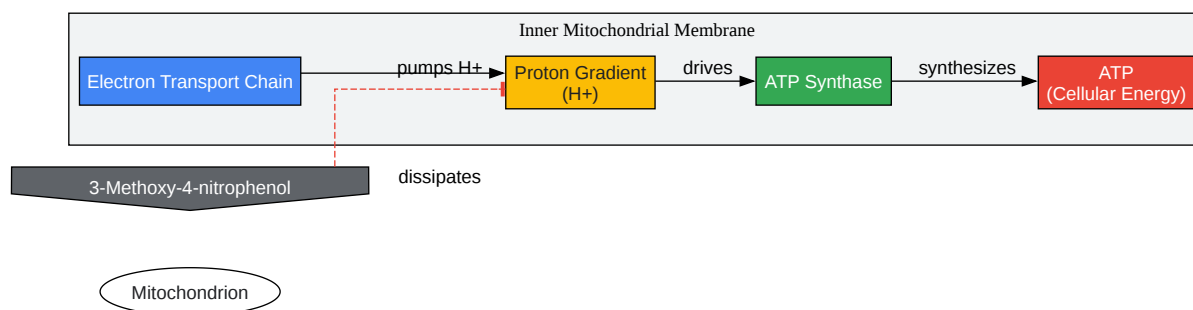 Inner Mitochondrial Membrane
Electron Transport Chain
pumps H+
Proton Gradient
(H+)
drives
ATP Synthase
synthesizes
ATP
(Cellular Energy)
3-Methoxy-4-nitrophenol
dissipates
Mitochondrion